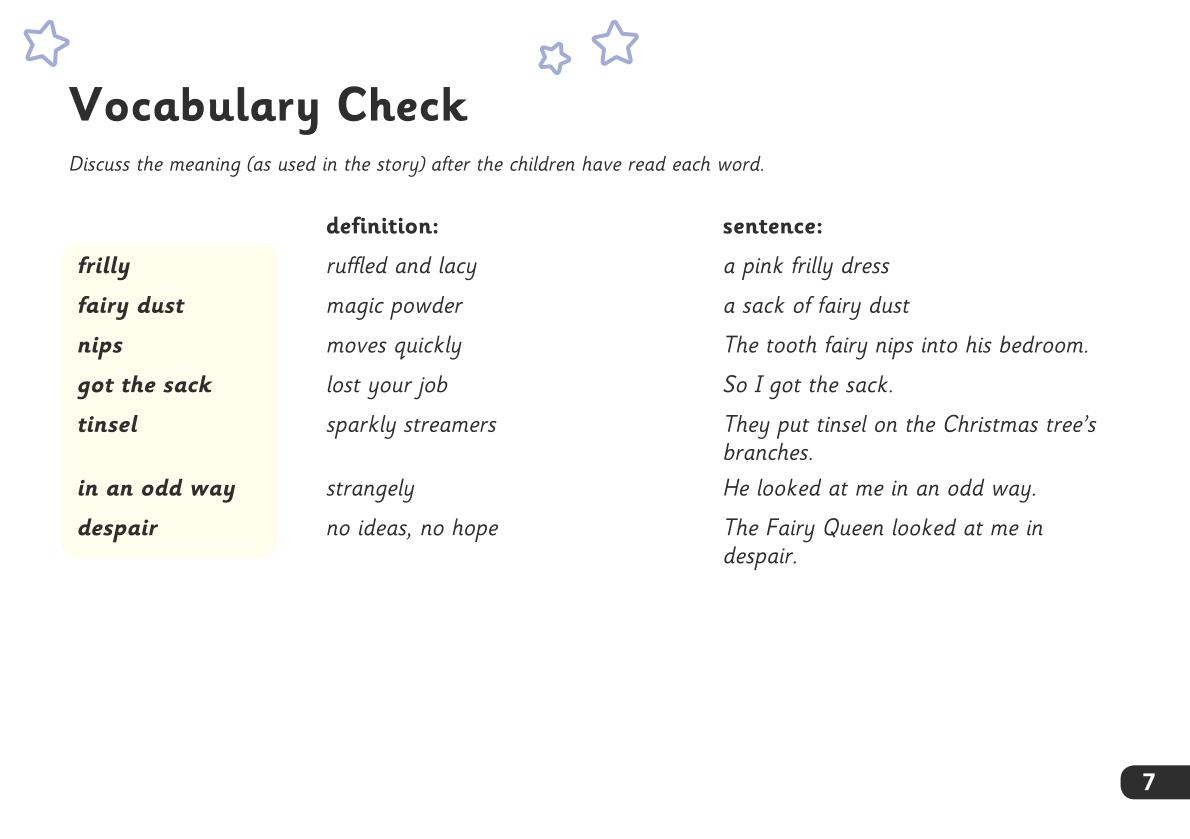 Vocabulary Check
Discuss the meaning (as used in the story) after the children have read each word.
definition: sentence:
frilly ruffled and lacy a pink frilly dress
fairy dust magic powder a sack of fairy dust
nips moves quickly The tooth fairy nips into his bedroom.
got the sack lost your job So I got the sack.
tinsel sparkly streamers They put tinsel on the Christmas tree’s
branches.
in an odd way strangely He looked at me in an odd way.
despair no ideas, no hope The Fairy Queen looked at me in
despair.
7